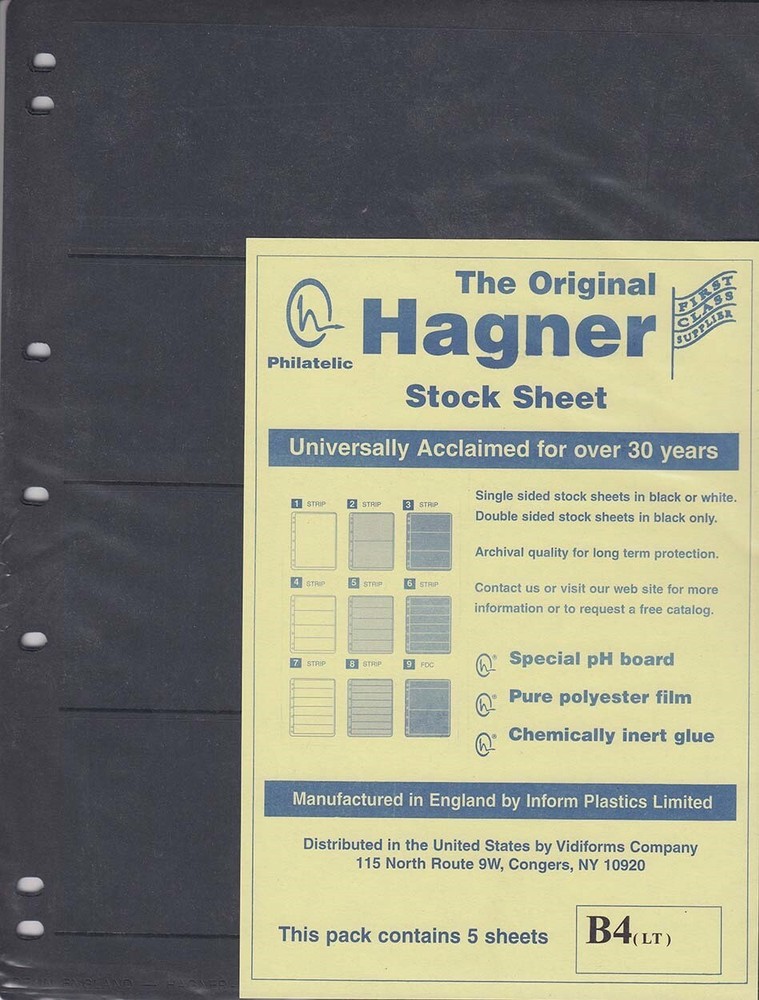 The Original
Hagner
Philatelic
FIRST
CLASS
SUPPLIER
Stock Sheet
Universally Acclaimed for over 30 years
1 STRIP 2 STRIP 3 STRIP
4 STRIP 5 STRIP 6 STRIP
7 STRIP 8 STRIP 9 FDC
Single sided stock sheets in black or white.
Double sided stock sheets in black only.
Archival quality for long term protection.
Contact us or visit our web site for more
information or to request a free catalog.
h® Special pH board
h® Pure polyester film
h® Chemically inert glue
Manufactured in England by Inform Plastics Limited
Distributed in the United States by Vidiforms Company
115 North Route 9W, Congers, NY 10920
This pack contains 5 sheets
B4(LT)
ENGLAND